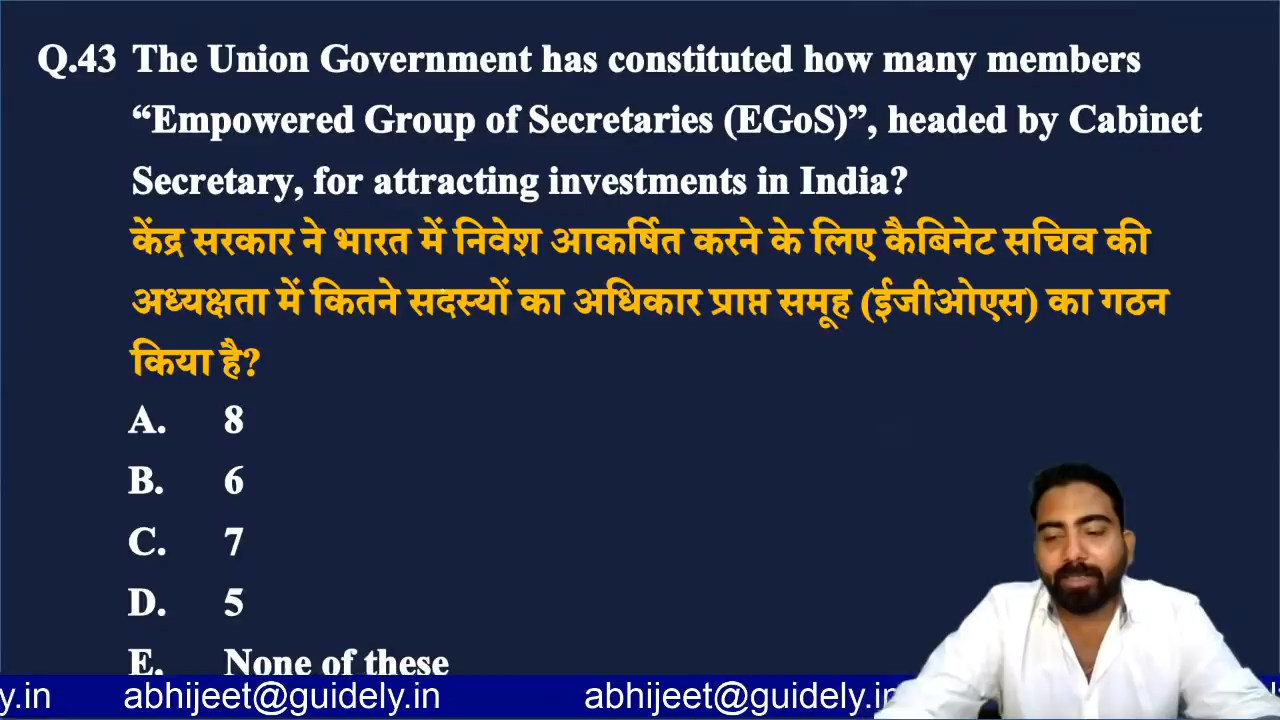 Q.43 The Union Government has constituted how many members
“Empowered Group of Secretaries (EGoS)”, headed by Cabinet
Secretary, for attracting investments in India?
केंद्र सरकार ने भारत में निवेश आकर्षित करने के लिए कैबिनेट सचिव की
अध्यक्षता में कितने सदस्यों का अधिकार प्राप्त समूह (ईजीओएस) का गठन
किया है?
A. 8
B. 6
C. 7
D. 5
E. None of these
ly.in abhijeet@guidely.in abhijeet@guidely.in